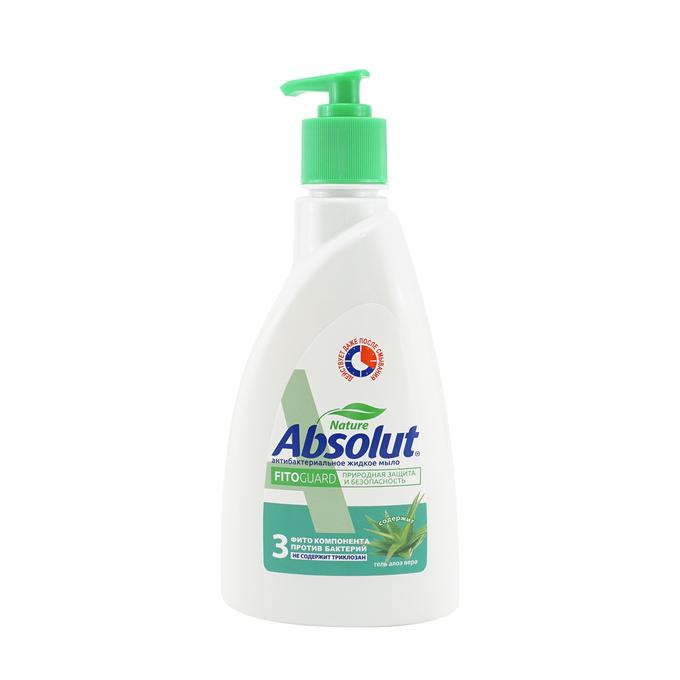 ДЕЙСТВУЕТ ДАЖЕ ПОСЛЕ СМЫВАНИЯ
Nature
Absolut®
антибактериальное жидкое мыло
FITOGUARD
ПРИРОДНАЯ ЗАЩИТА
И БЕЗОПАСНОСТЬ
содержит
3 ФИТО КОМПОНЕНТА
ПРОТИВ БАКТЕРИЙ
НЕ СОДЕРЖИТ ТРИКЛОЗАН
гель алоэ вера